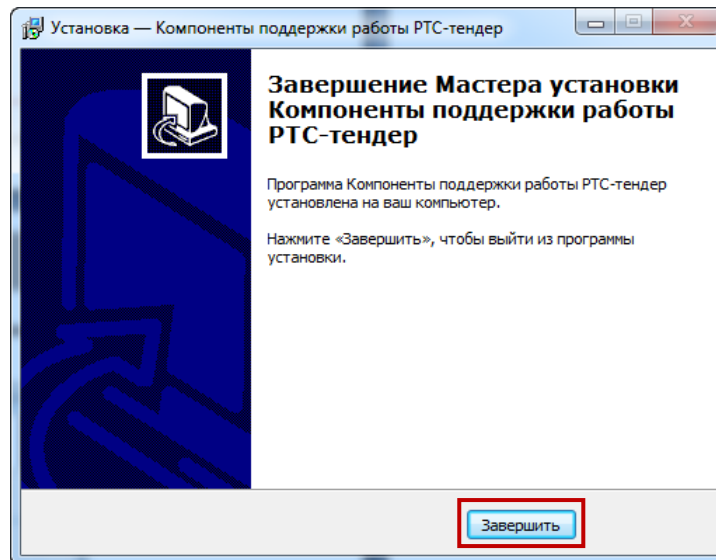 Установка — Компоненты поддержки работы РТС-тендер
Завершение Мастера установки
Компоненты поддержки работы
РТС-тендер
Программа Компоненты поддержки работы РТС-тендер
установлена на ваш компьютер.
Нажмите «Завершить», чтобы выйти из программы
установки.
Завершить